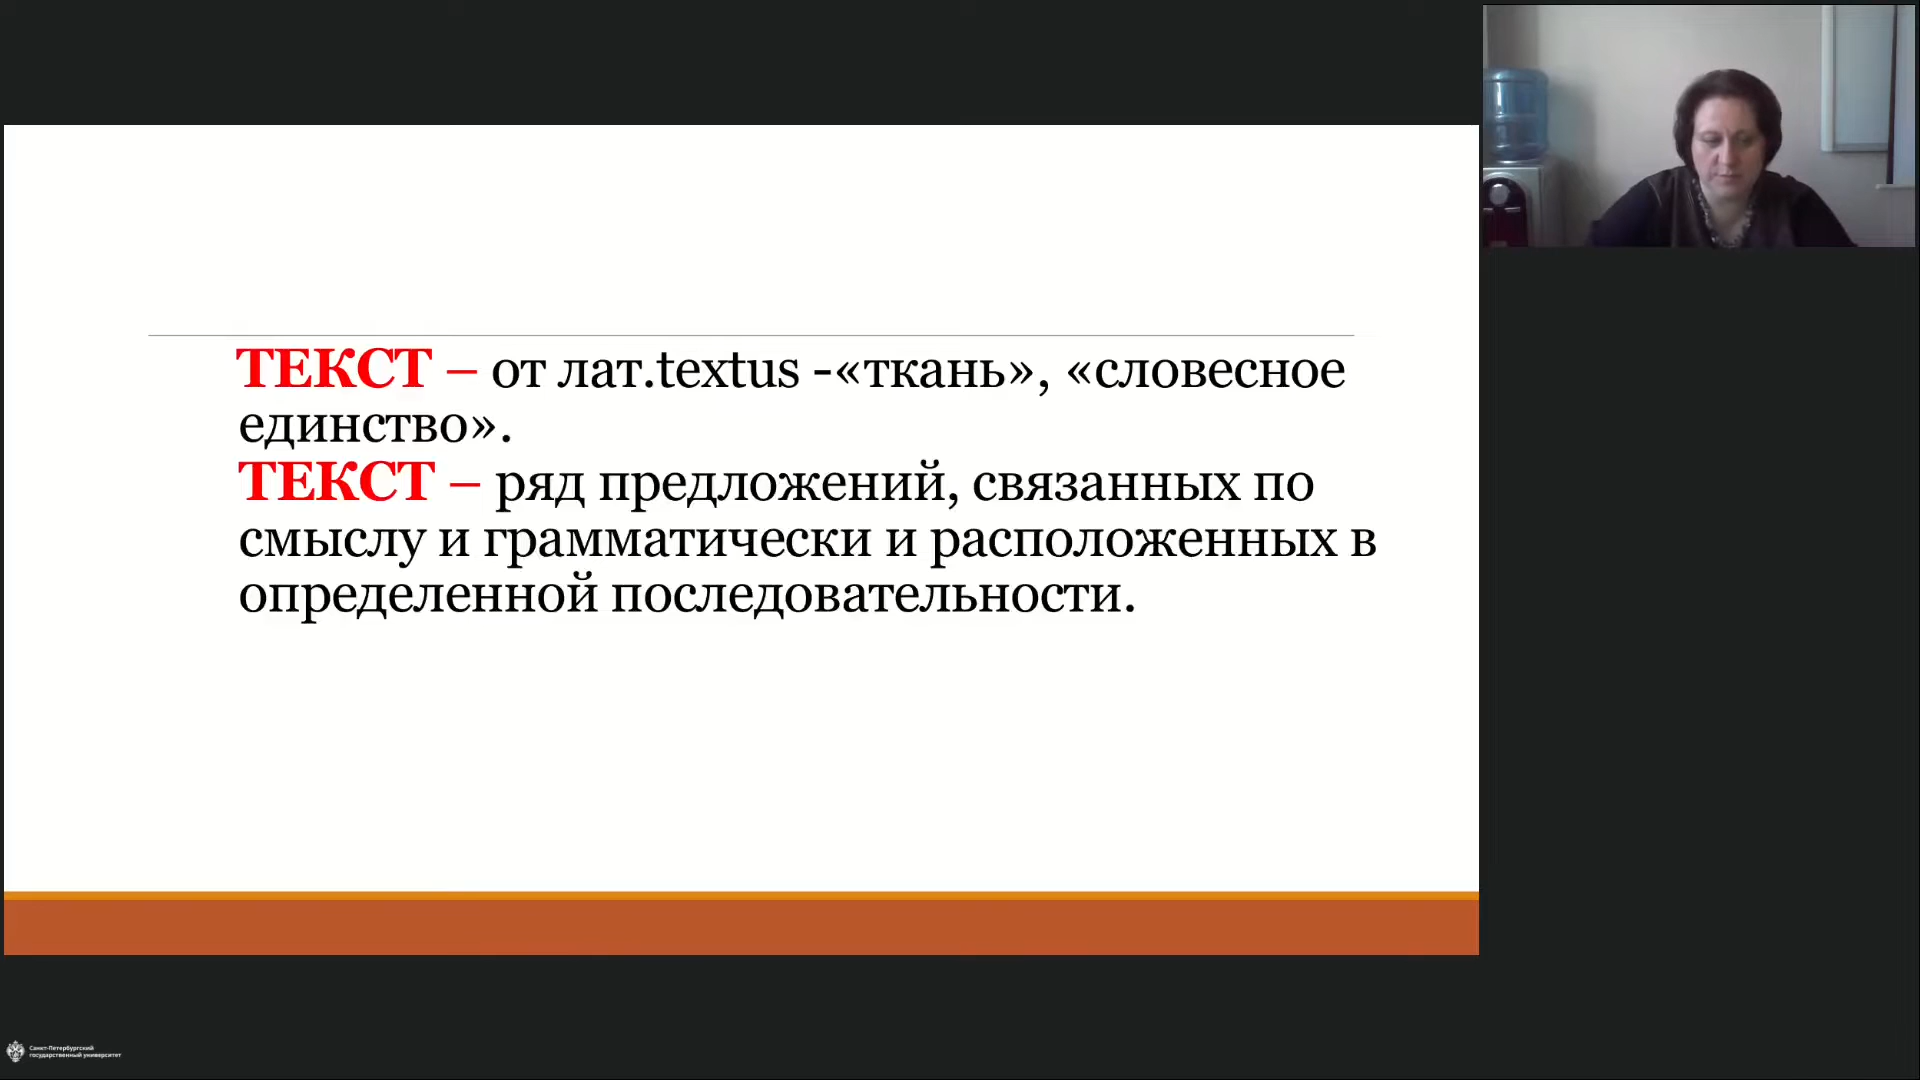 ТЕКСТ – от лат.textus -«ткань», «словесное
единство».
ТЕКСТ – ряд предложений, связанных по
смыслу и грамматически и расположенных в
определенной последовательности.
Санкт-Петербургский
государственный университет